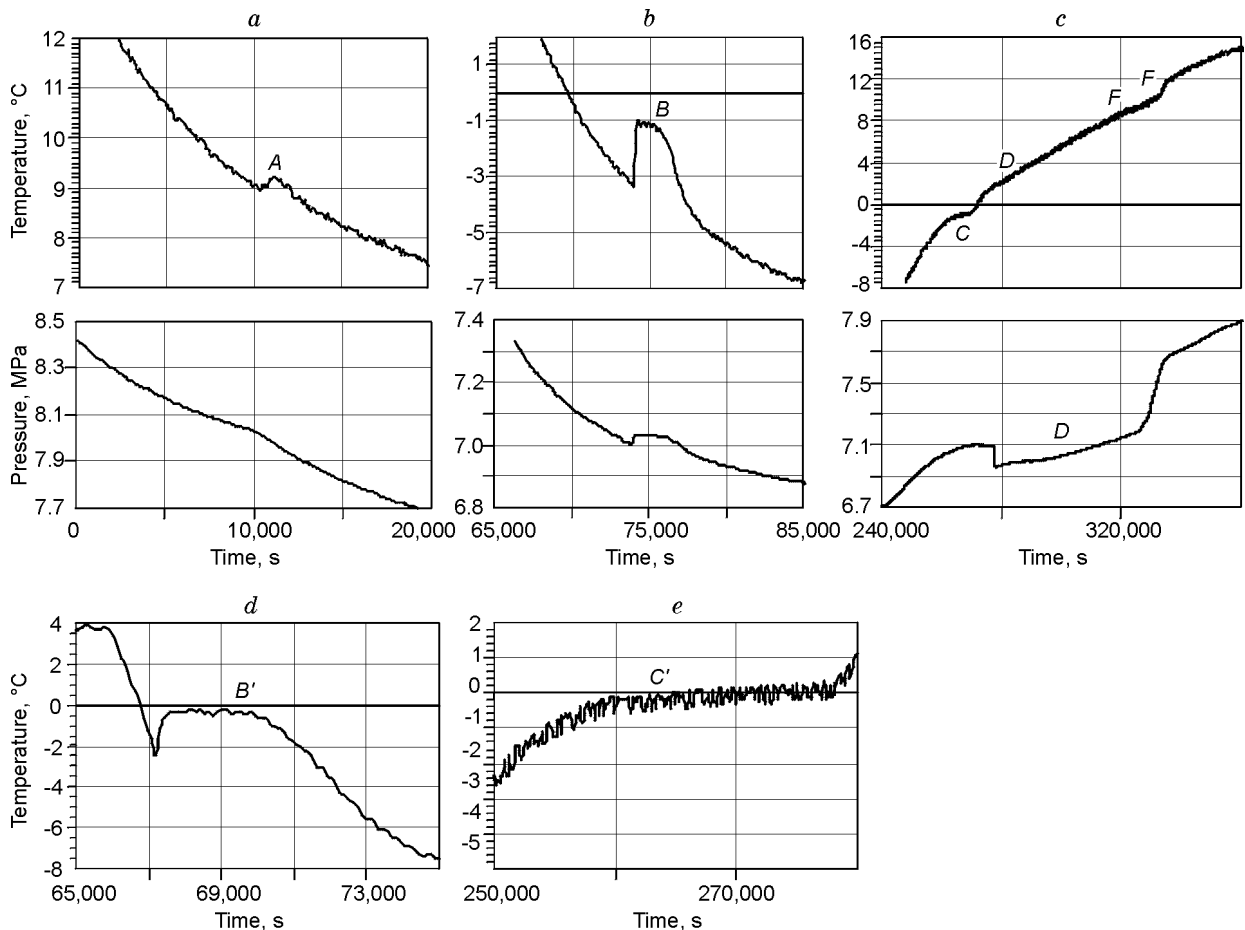 a b c
Temperature, °C
12
11
10
9
8
7
A
1
-1
-3
-5
-7
B
16
12
8
4
0
-4
-8
F
F
D
C
Pressure, MPa
8.5
8.3
8.1
7.9
7.7
7.4
7.2
7.0
6.8
7.9
7.5
7.1
6.7
D
0 10,000 20,000
65,000 75,000 85,000
240,000 320,000
Time, s Time, s Time, s
d e
Temperature, °C
4
2
0
-2
-4
-6
-8
B'
2
1
0
-1
-2
-3
-4
-5
C'
65,000 69,000 73,000
250,000 270,000
Time, s Time, s